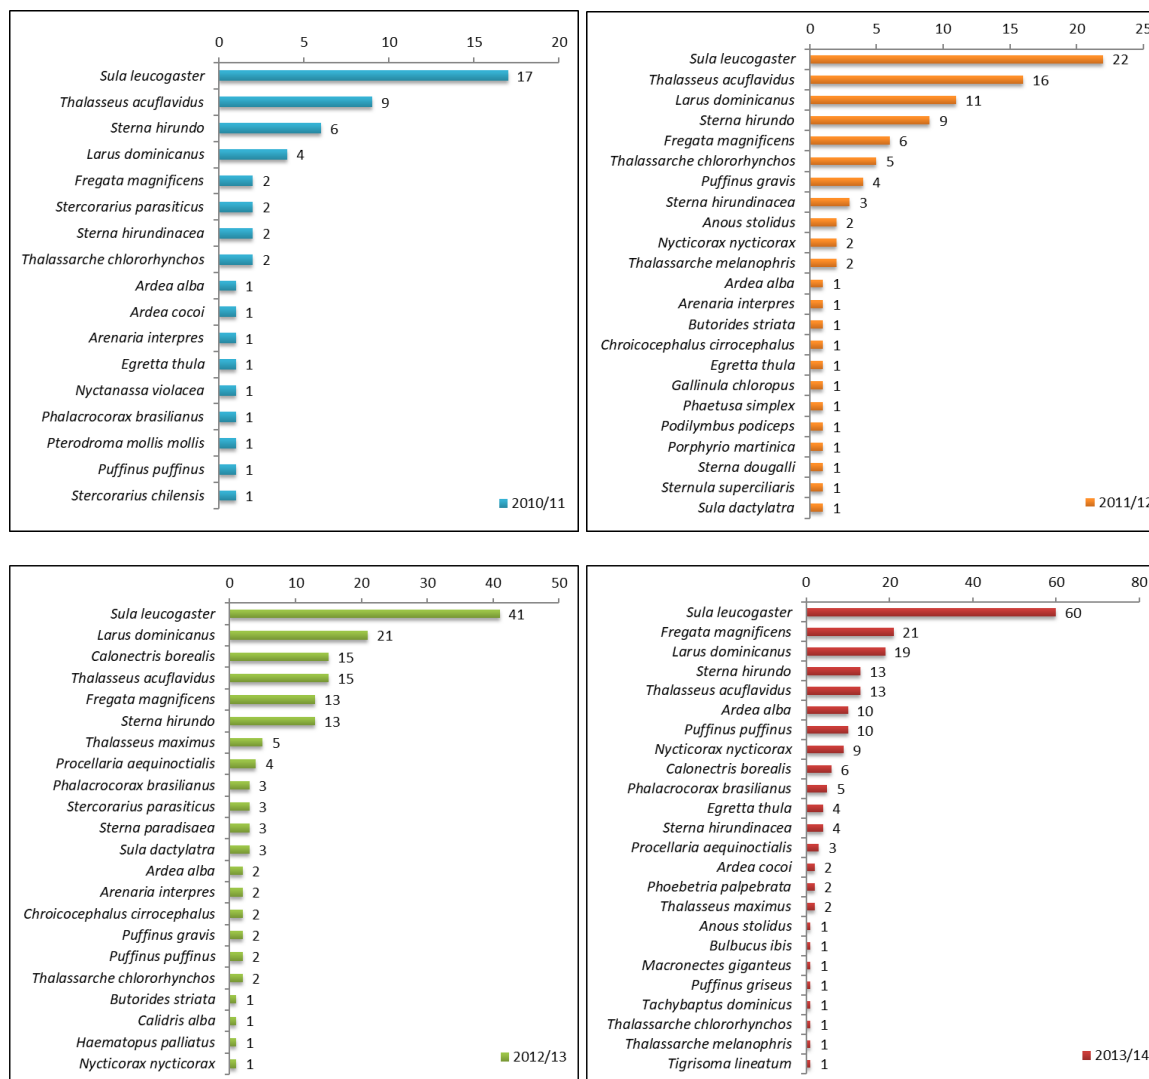 0 5 10 15 20
Sula leucogaster 17
Thalasseus acuflavidus 9
Sterna hirundo 6
Larus dominicanus 4
Fregata magnificens 2
Stercorarius parasiticus 2
Sterna hirundinacea 2
Thalassarche chlororhynchos 2
Ardea alba 1
Ardea cocoi 1
Arenaria interpres 1
Egretta thula 1
Nyctanassa violacea 1
Phalacrocorax brasilianus 1
Pterodroma mollis mollis 1
Puffinus puffinus 1
Stercorarius chilensis 1
2010/11
0 5 10 15 20 25
Sula leucogaster 22
Thalasseus acuflavidus 16
Larus dominicanus 11
Sterna hirundo 9
Fregata magnificens 6
Thalassarche chlororhynchos 5
Puffinus gravis 4
Sterna hirundinacea 3
Anous stolidus 2
Nycticorax nycticorax 2
Thalassarche melanophris 2
Ardea alba 1
Arenaria interpres 1
Butorides striata 1
Chroicocephalus cirrocephalus 1
Egretta thula 1
Gallinula chloropus 1
Phaetusa simplex 1
Podilymbus podiceps 1
Porphyrio martinica 1
Sterna dougalli 1
Sternula superciliaris 1
Sula dactylatra 1
2011/12
0 10 20 30 40 50
Sula leucogaster 41
Larus dominicanus 21
Calonectris borealis 15
Thalasseus acuflavidus 15
Fregata magnificens 13
Sterna hirundo 13
Thalasseus maximus 5
Procellaria aequinoctialis 4
Phalacrocorax brasilianus 3
Stercorarius parasiticus 3
Sterna paradisaea 3
Sula dactylatra 3
Ardea alba 2
Arenaria interpres 2
Chroicocephalus cirrocephalus 2
Puffinus gravis 2
Puffinus puffinus 2
Thalassarche chlororhynchos 2
Butorides striata 1
Calidris alba 1
Haematopus palliatus 1
Nycticorax nycticorax 1
2012/13
0 20 40 60 80
Sula leucogaster 60
Fregata magnificens 21
Larus dominicanus 19
Sterna hirundo 13
Thalasseus acuflavidus 13
Ardea alba 10
Puffinus puffinus 10
Nycticorax nycticorax 9
Calonectris borealis 6
Phalacrocorax brasilianus 5
Egretta thula 4
Sterna hirundinacea 4
Procellaria aequinoctialis 3
Ardea cocoi 2
Phoebetria palpebrata 2
Thalasseus maximus 2
Anous stolidus 1
Bulbucus ibis 1
Macronectes giganteus 1
Puffinus griseus 1
Tachybaptus dominicus 1
Thalassarche chlororhynchos 1
Thalassarche melanophris 1
Tigrisoma lineatum 1
2013/14